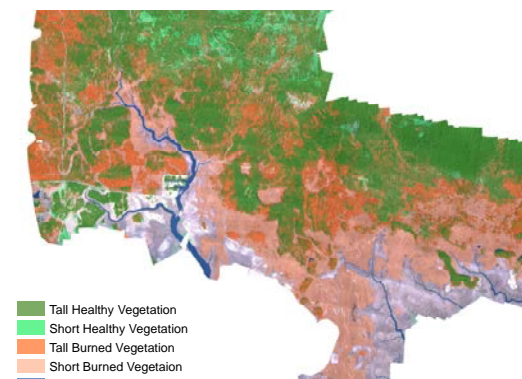 Tall Healthy Vegetation
Short Healthy Vegetation
Tall Burned Vegetation
Short Burned Vegetaion